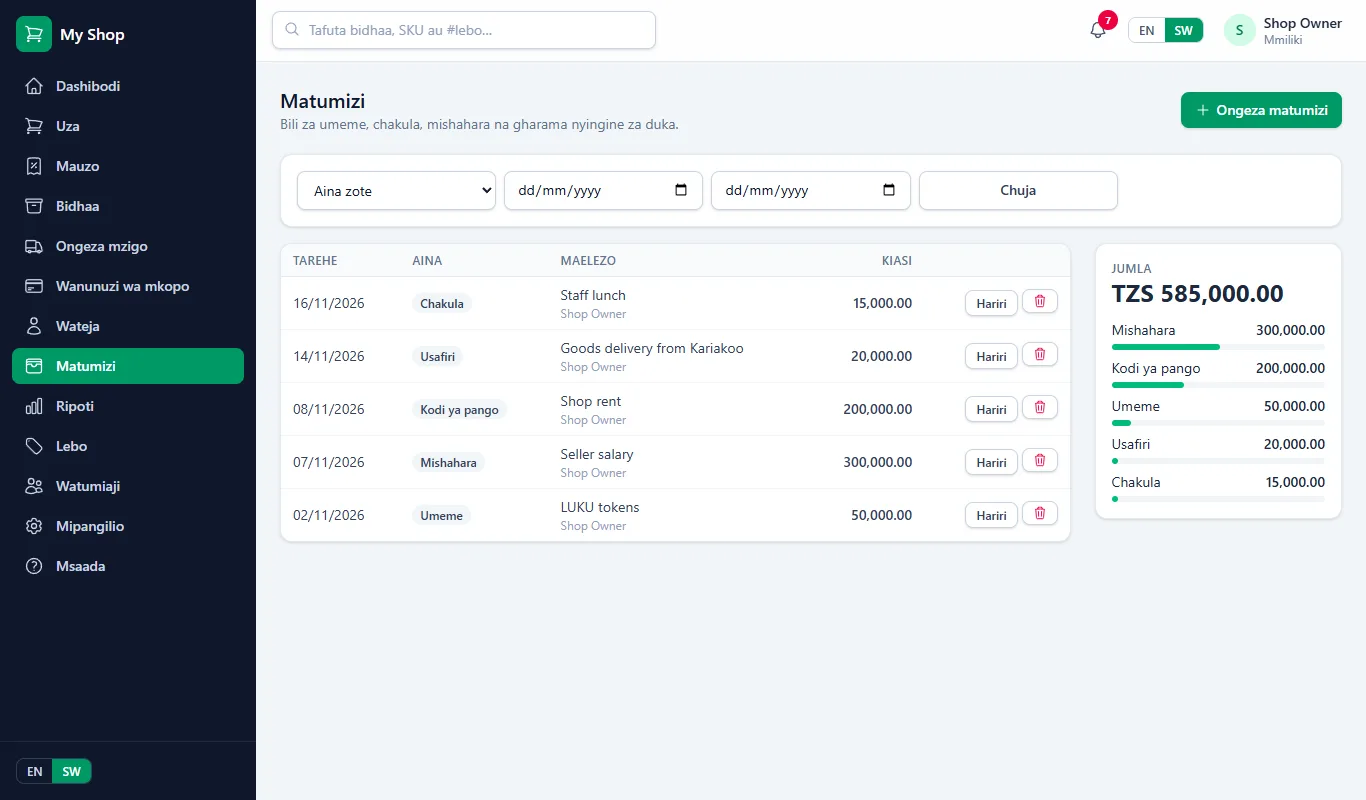 My Shop
Dashibodi
Uza
Mauzo
Bidhaa
Ongeza mzigo
Wanunuzi wa mkopo
Wateja
Matumizi
Ripoti
Lebo
Watumiaji
Mipangilio
Msaada
EN SW
Tafuta bidhaa, SKU au #lebo...
7
EN SW
S
Shop Owner
Mmiliki
Matumizi
Bili za umeme, chakula, mishahara na gharama nyingine za duka.
Ongeza matumizi
Aina zote dd/mm/yyyy dd/mm/yyyy Chuja
TAREHE AINA MAELEZO KIASI
16/11/2026 Chakula Staff lunch 15,000.00 Hariri
Shop Owner
14/11/2026 Usafiri Goods delivery from Kariakoo 20,000.00 Hariri
Shop Owner
08/11/2026 Kodi ya pango Shop rent 200,000.00 Hariri
Shop Owner
07/11/2026 Mishahara Seller salary 300,000.00 Hariri
Shop Owner
02/11/2026 Umeme LUKU tokens 50,000.00 Hariri
Shop Owner
JUMLA
TZS 585,000.00
Mishahara 300,000.00
Kodi ya pango 200,000.00
Umeme 50,000.00
Usafiri 20,000.00
Chakula 15,000.00